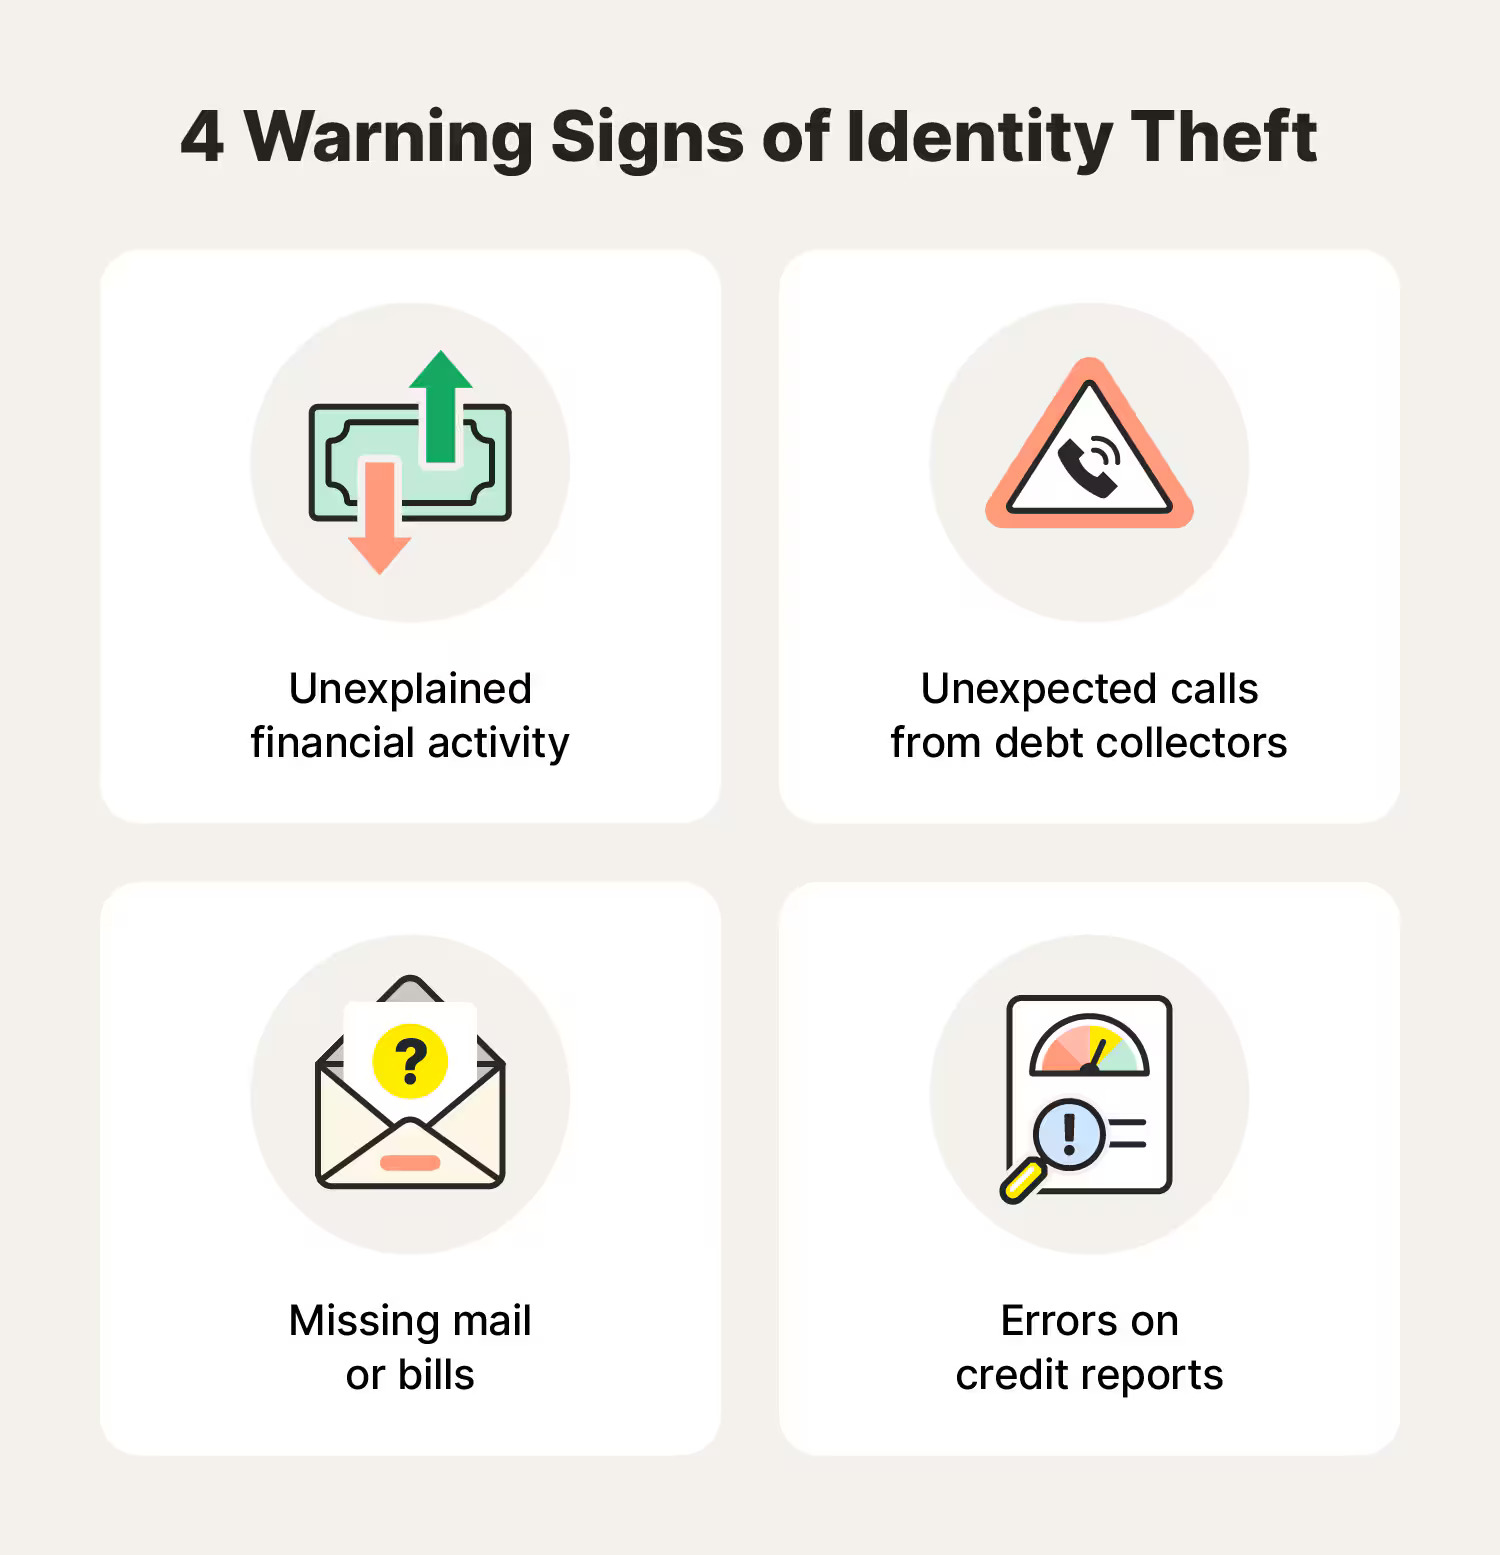 4 Warning Signs of Identity Theft
Unexplained
financial activity
Unexpected calls
from debt collectors
?
Missing mail
or bills
!
Errors on
credit reports